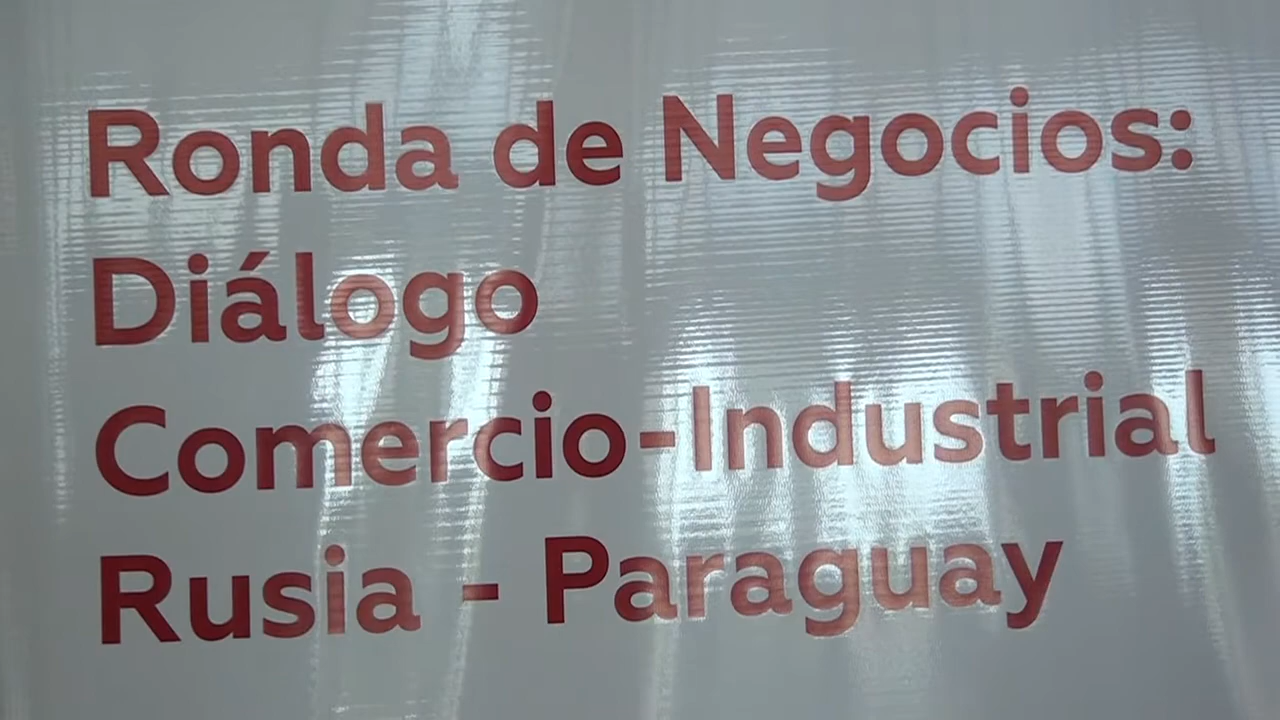 Ronda de Negocios:
Diálogo
Comercio-Industrial
Rusia - Paraguay